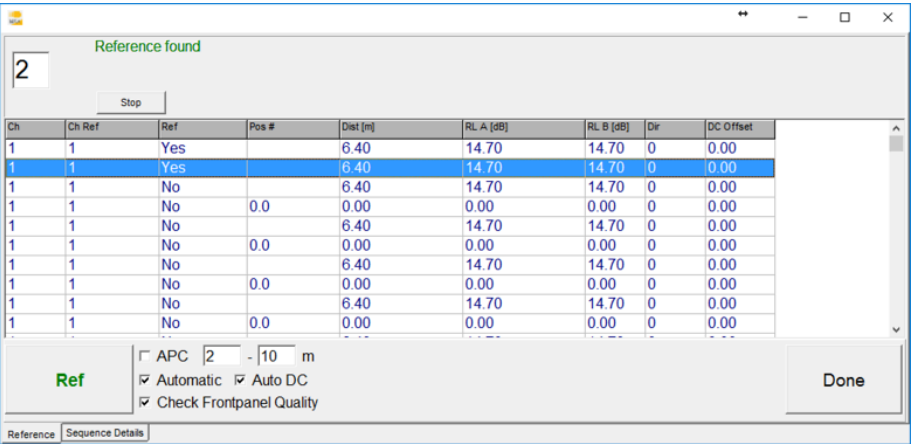 Reference found
2
Stop
Ch Ch Ref Ref Pos # Dist [m] RL A [dB] RL B [dB] Dir DC Offset
1 1 Yes 6.40 14.70 14.70 0 0.00
1 1 Yes 6.40 14.70 14.70 0 0.00
1 1 No 6.40 14.70 14.70 0 0.00
1 1 No 0.0 0.00 0.00 0.00 0 0.00
1 1 No 6.40 14.70 14.70 0 0.00
1 1 No 0.0 0.00 0.00 0.00 0 0.00
1 1 No 6.40 14.70 14.70 0 0.00
1 1 No 0.0 0.00 0.00 0.00 0 0.00
1 1 No 6.40 14.70 14.70 0 0.00
1 1 No 0.0 0.00 0.00 0.00 0 0.00
APC 2 - 10 m
Ref Automatic Auto DC Done
Check Frontpanel Quality
Reference Sequence Details